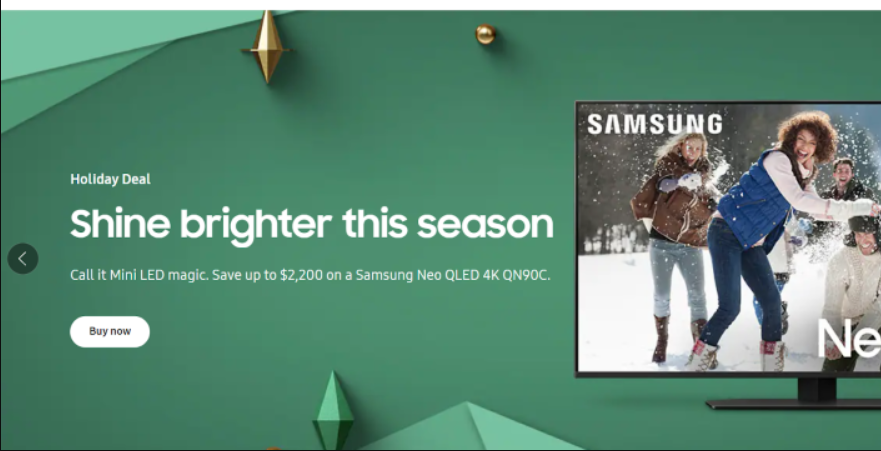 Holiday Deal
Shine brighter this season
Call it Mini LED magic. Save up to $2,200 on a Samsung Neo QLED 4K QN90C.
Buy now
SAMSUNG
Ne